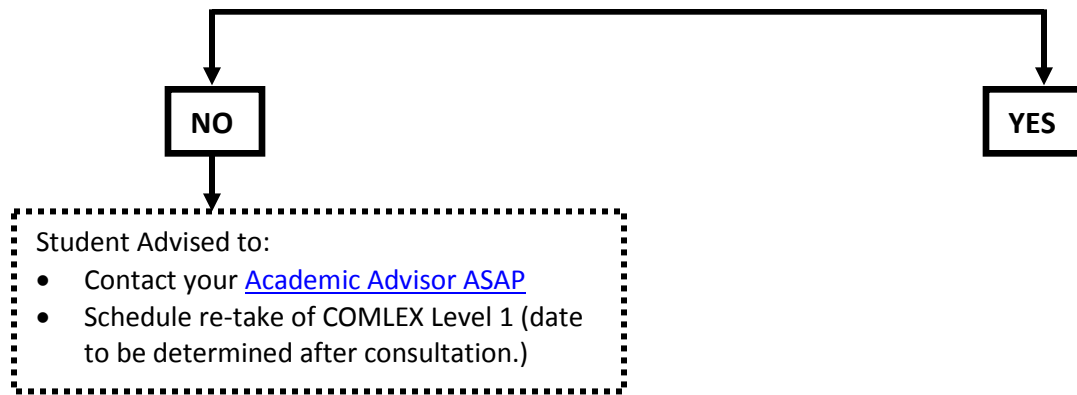 NO
YES
Student Advised to:
• Contact your Academic Advisor ASAP
• Schedule re-take of COMLEX Level 1 (date
to be determined after consultation.)